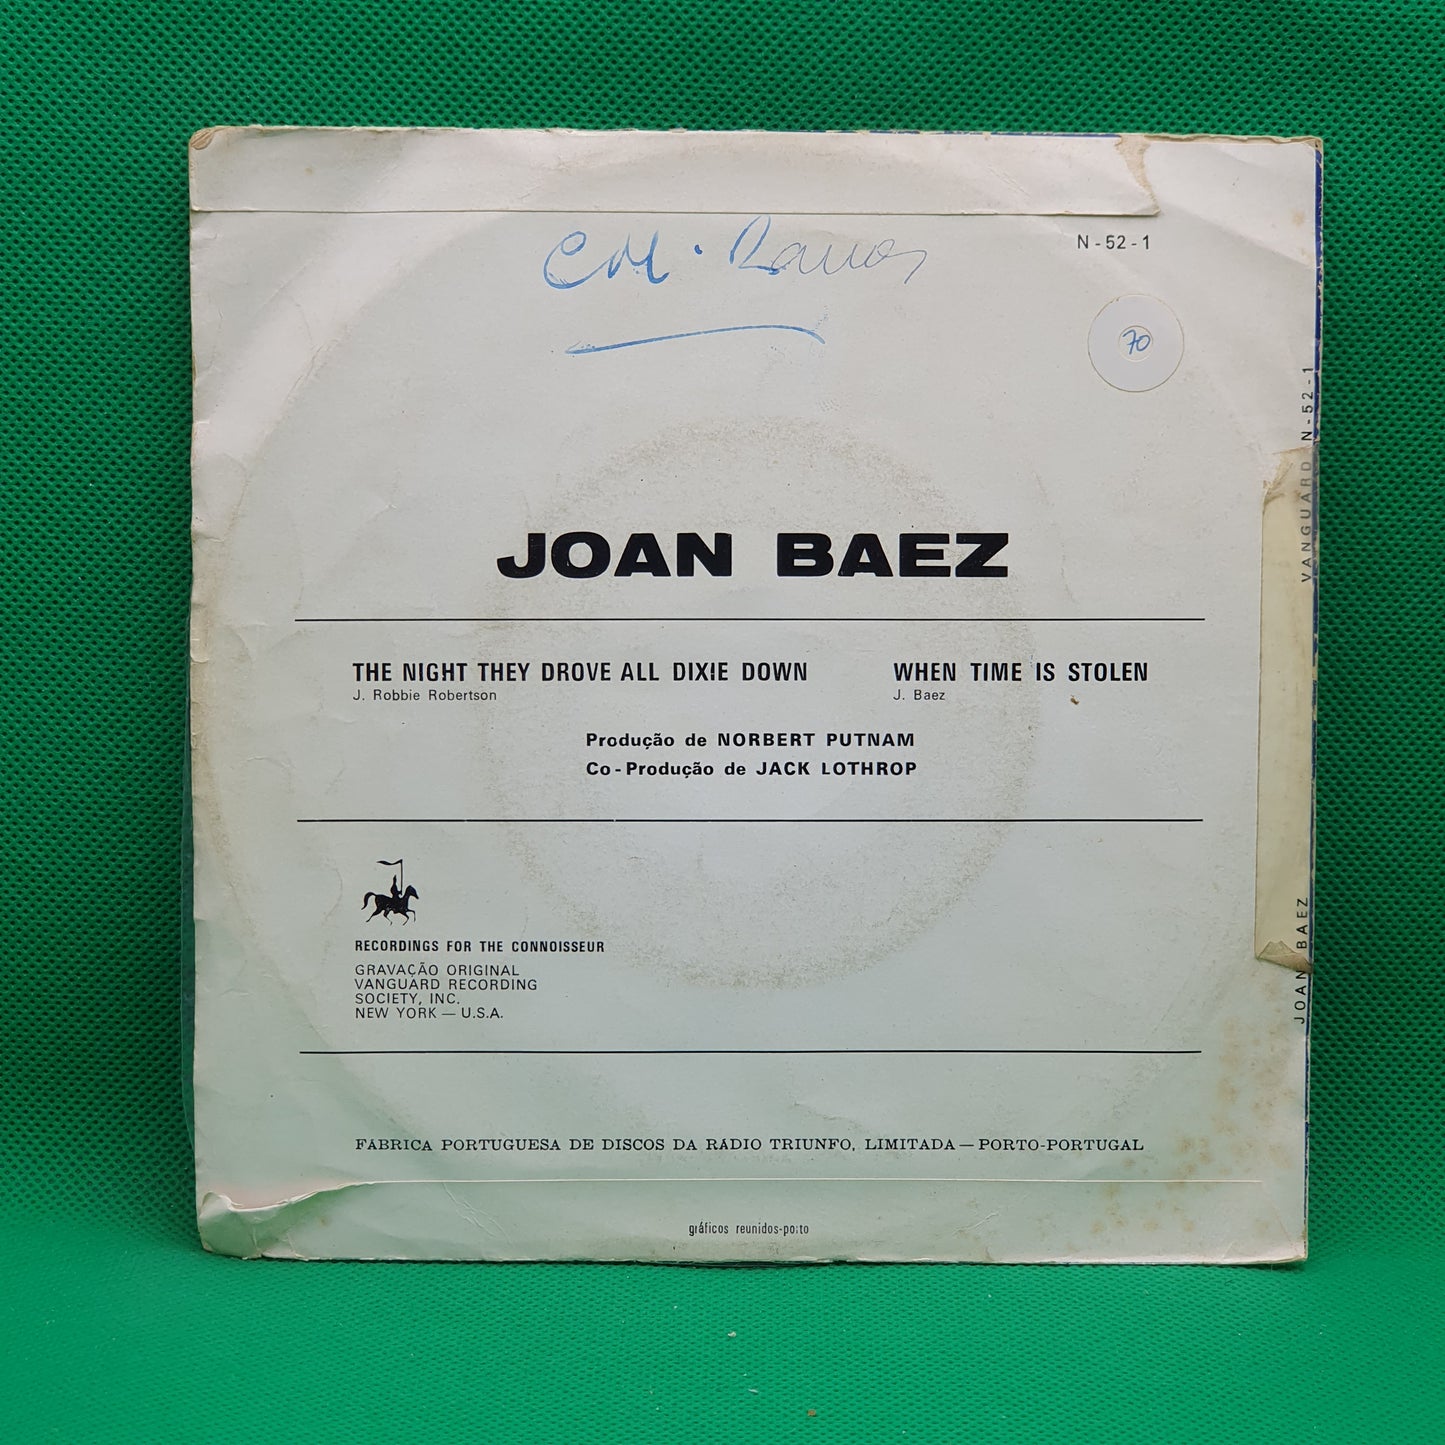 N - 52 - 1
70
JOAN BAEZ
THE NIGHT THEY DROVE ALL DIXIE DOWN
J. Robbie Robertson
WHEN TIME IS STOLEN
J. Baez
Produção de NORBERT PUTNAM
Co-Produção de JACK LOTHROP
RECORDINGS FOR THE CONNOISSEUR
GRAVAÇÃO ORIGINAL
VANGUARD RECORDING
SOCIETY, INC.
NEW YORK — U.S.A.
FÁBRICA PORTUGUESA DE DISCOS DA RÁDIO TRIUNFO, LIMITADA — PORTO-PORTUGAL
gráficos reunidos-porto
JOAN BAEZ
VANGUARD N-52-1